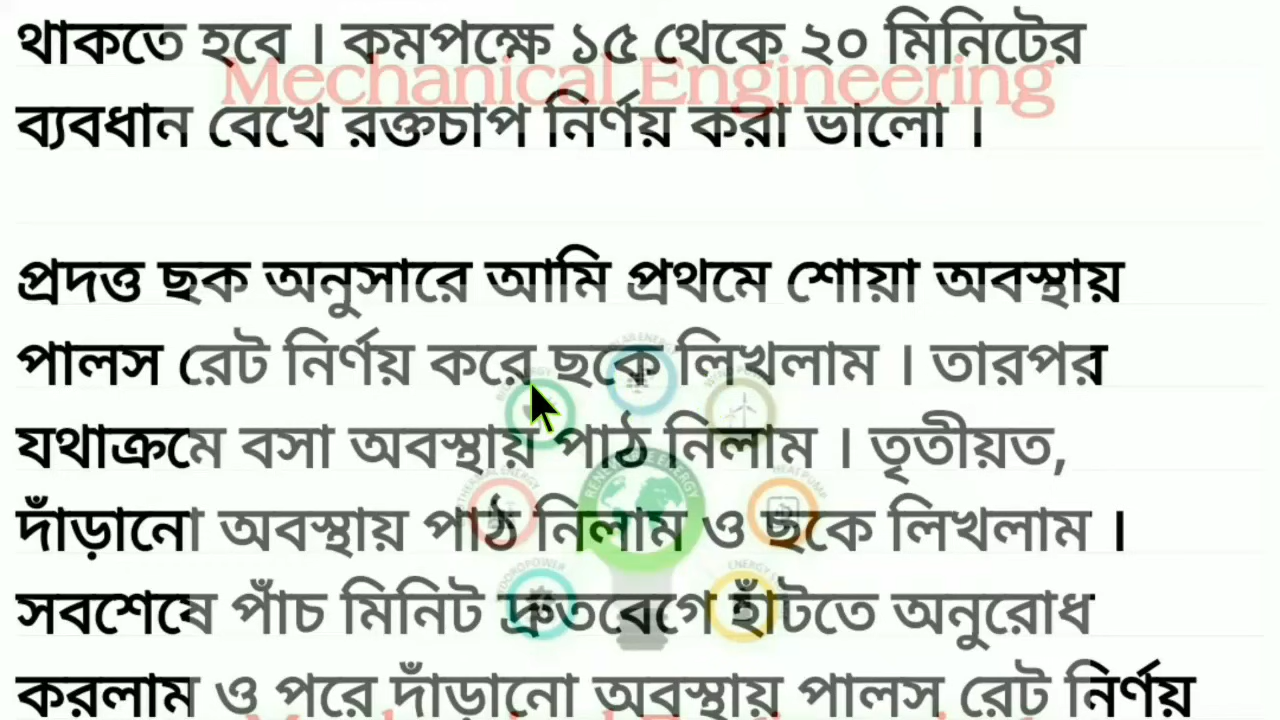 থাকতে হবে । কমপক্ষে ১৫ থেকে ২০ মিনিটের
Mechanical Engineering
ব্যবধান বেখে রক্তচাপ নির্ণয় করা ভালো ।
প্রদত্ত ছক অনুসারে আমি প্রথমে শোয়া অবস্থায়
পালস রেট নির্ণয় করে ছকে লিখলাম । তারপর
যথাক্রমে বসা অবস্থায় পাঠ নিলাম । তৃতীয়ত,
দাঁড়ানো অবস্থায় পাঠ নিলাম ও ছকে লিখলাম ।
সবশেষে পাঁচ মিনিট দ্রুতবেগে হাঁটতে অনুরোধ
করলাম ও পরে দাঁড়ানো অবস্থায় পালস রেট নির্ণয়